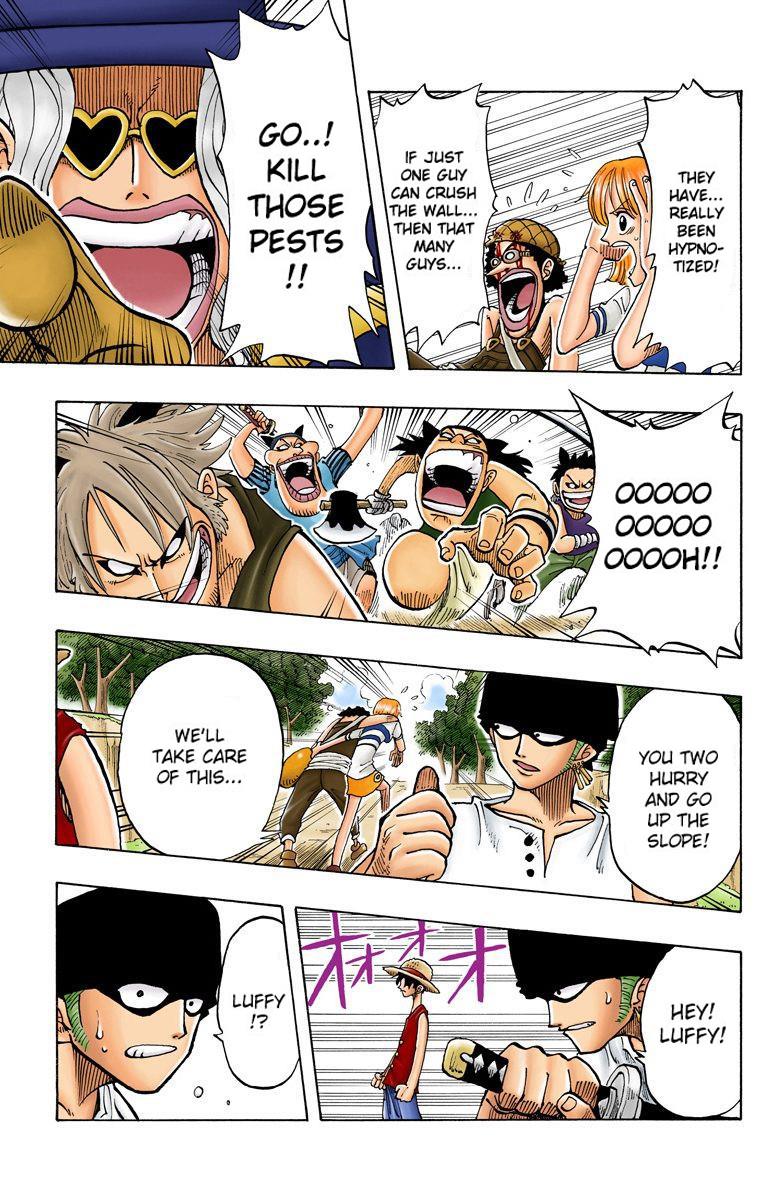 THEY
HAVE...
REALLY
BEEN
HYPNO-
TIZED!
IF JUST
ONE GUY
CAN CRUSH
THE WALL...
THEN THAT
MANY
GUYS...
GO..!
KILL
THOSE
PESTS
!!
OOOOO
OOOOO
OOOOH!!
YOU TWO
HURRY
AND GO
UP THE
SLOPE!
WE'LL
TAKE CARE
OF THIS...
HEY!
LUFFY!
オオオ
LUFFY
!?